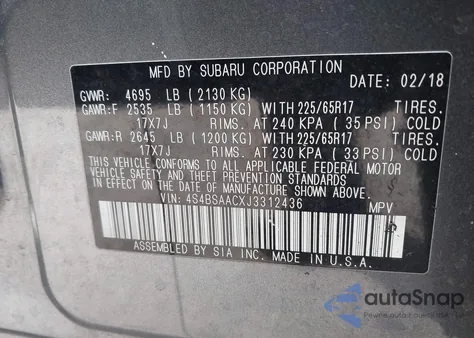 MFD BY SUBARU CORPORATION
DATE: 02/18
GVWR: 4695 LB (2130 KG)
GAWR:F 2535 LB (1150 KG) WITH 225/65R17 TIRES.
17X7J RIMS. AT 240 KPA (35 PSI) COLD
GAWR:R 2645 LB (1200 KG) WITH 225/65R17 TIRES.
17X7J RIMS. AT 230 KPA (33 PSI) COLD
THIS VEHICLE CONFORMS TO ALL APPLICABLE FEDERAL MOTOR
VEHICLE SAFETY AND THEFT PREVENTION STANDARDS
IN EFFECT ON THE DATE OF MANUFACTURE SHOWN ABOVE.
VIN: 4S4BSAACXJ3312436 MPV
ASSEMBLED BY SIA INC. MADE IN U.S.A.
autoSnap